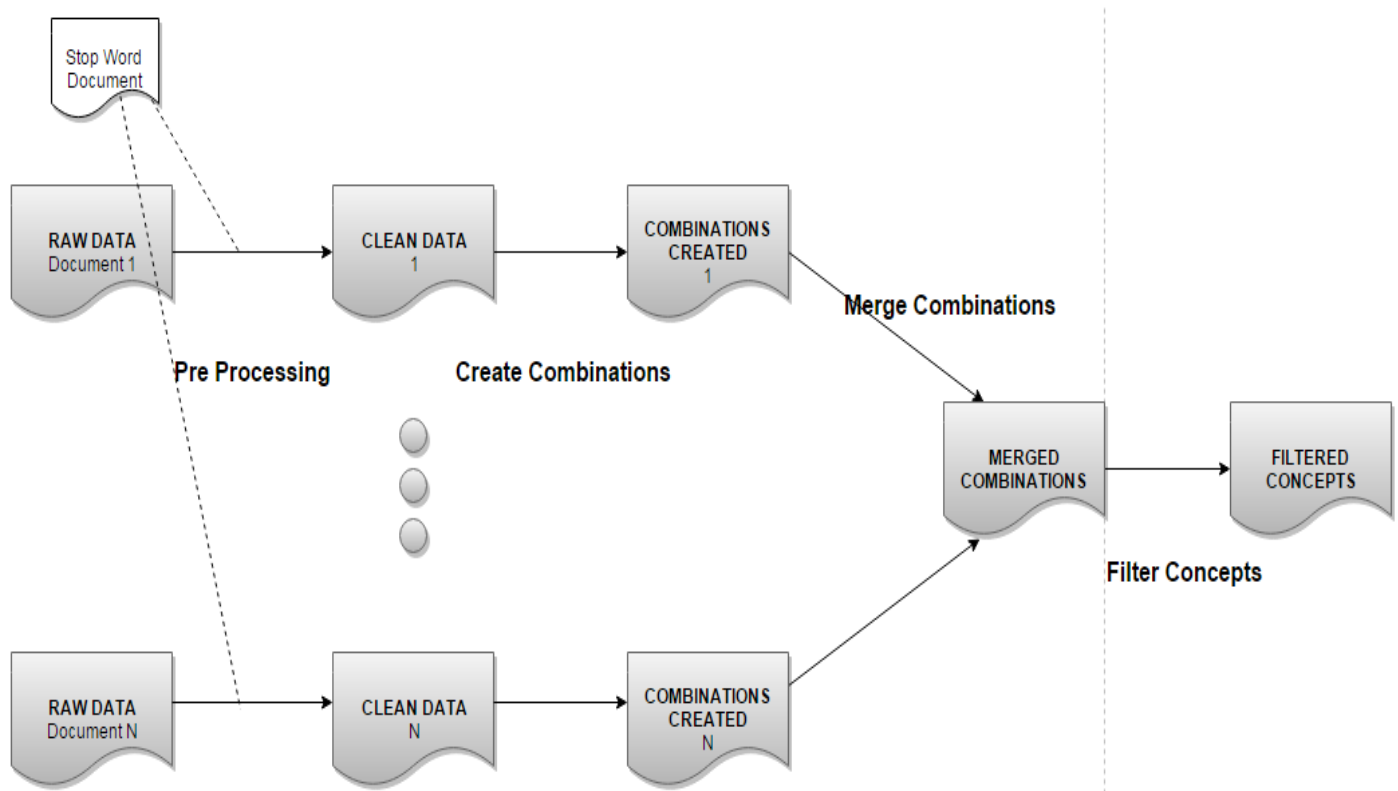 Stop Word
Document
RAW DATA
Document 1
CLEAN DATA
1
COMBINATIONS
CREATED
1
Merge Combinations
Pre Processing
Create Combinations
MERGED
COMBINATIONS
FILTERED
CONCEPTS
Filter Concepts
RAW DATA
Document N
CLEAN DATA
N
COMBINATIONS
CREATED
N